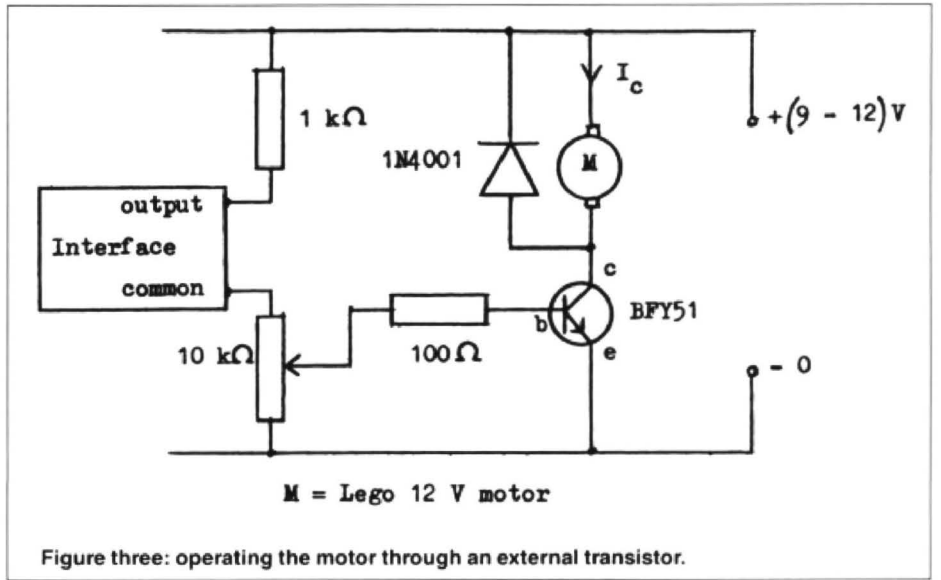 1 kΩ
I c
+(9 - 12)V
1N4001
M
output
Interface
common
c
b
BFY51
e
10 kΩ
100Ω
- 0
M = Lego 12 V motor
Figure three: operating the motor through an external transistor.